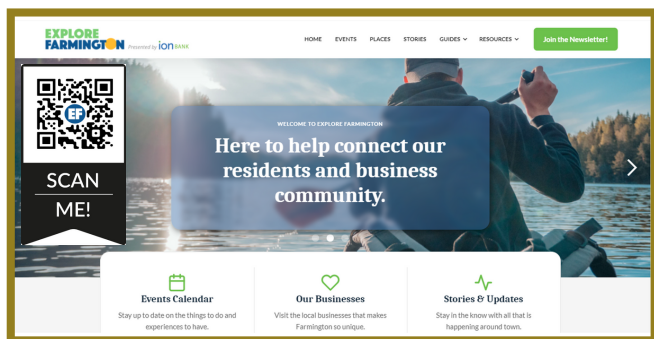 EXPLORE
FARMINGTON Presented by ion BANK
HOME EVENTS PLACES STORIES GUIDES RESOURCES Join the Newsletter!
EF
SCAN
ME!
WELCOME TO EXPLORE FARMINGTON
Here to help connect our
residents and business
community.
Events Calendar
Stay up to date on the things to do and
experiences to have.
Our Businesses
Visit the local businesses that makes
Farmington so unique.
Stories & Updates
Stay in the know with all that is
happening around town.